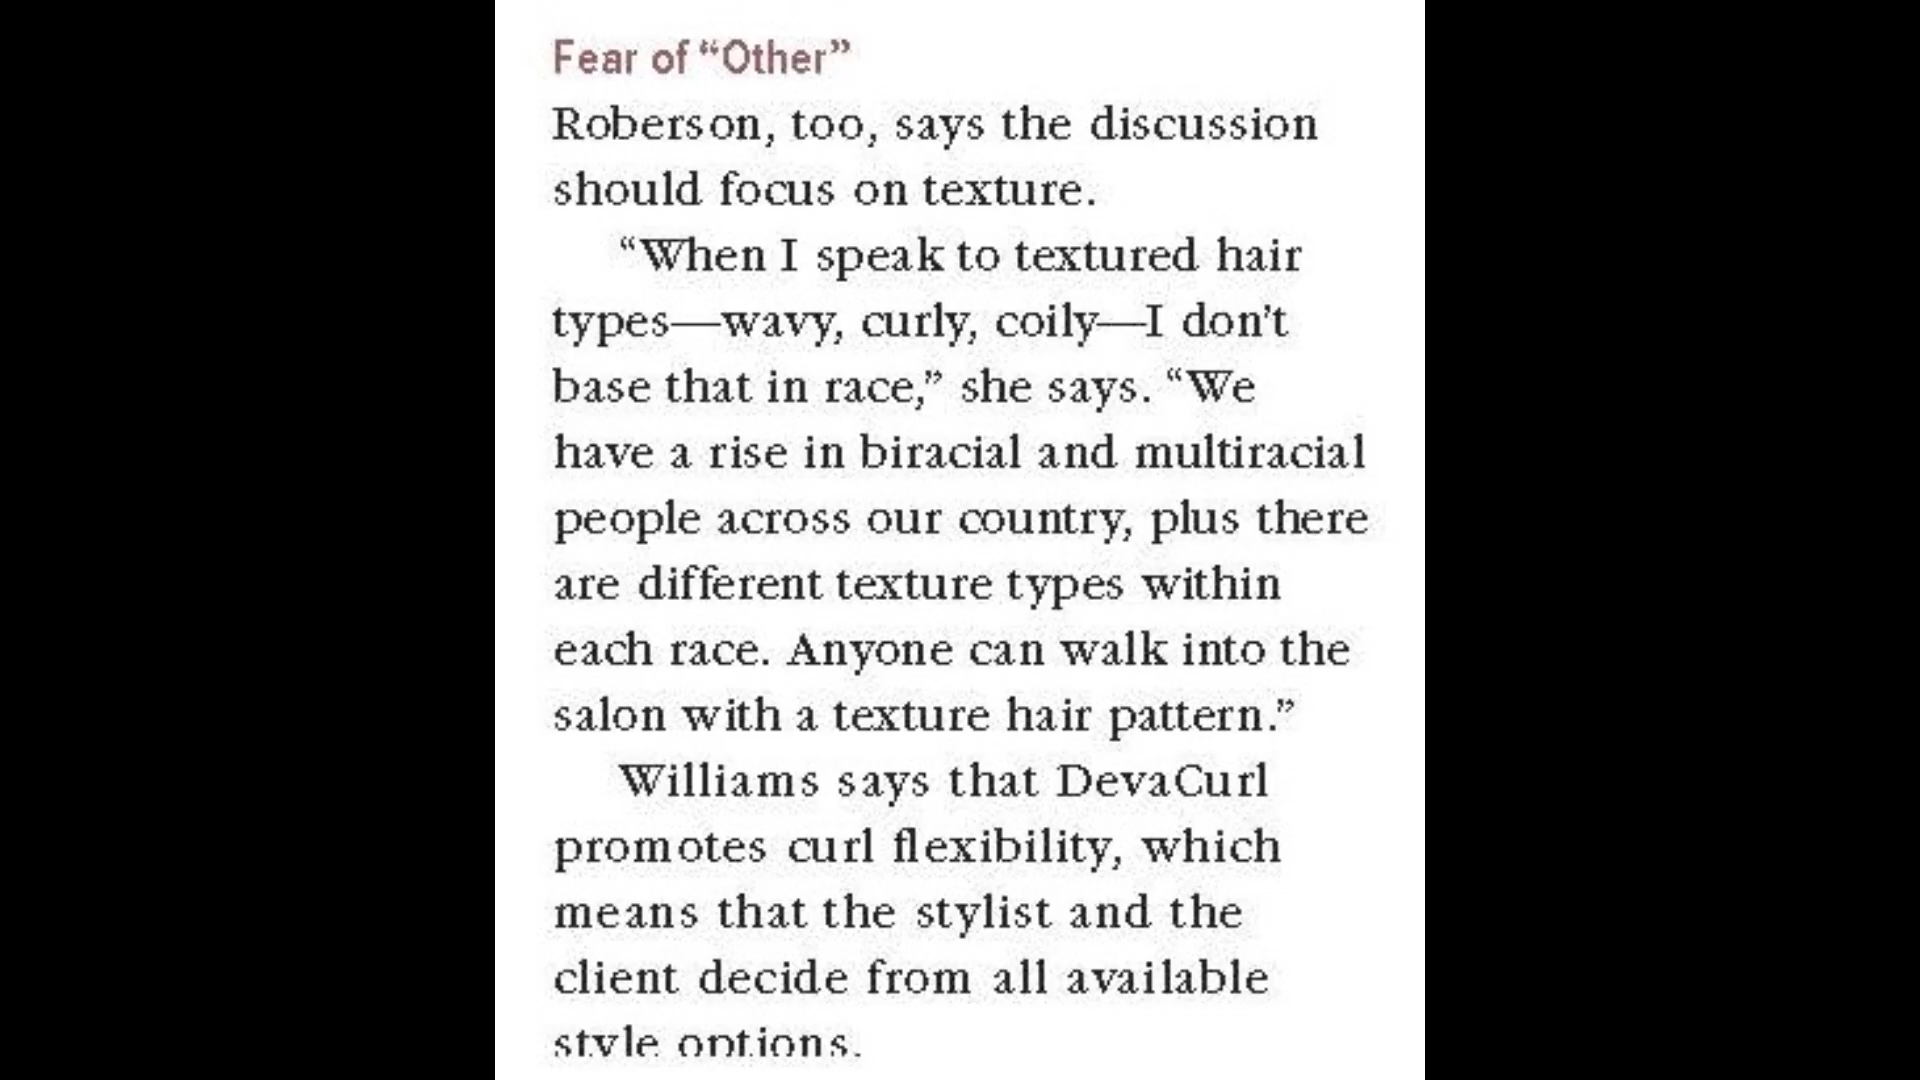 Fear of “Other”
Roberson, too, says the discussion
should focus on texture.
“When I speak to textured hair
types—wavy, curly, coily—I don’t
base that in race,” she says. “We
have a rise in biracial and multiracial
people across our country, plus there
are different texture types within
each race. Anyone can walk into the
salon with a texture hair pattern.”
Williams says that DevaCurl
promotes curl flexibility, which
means that the stylist and the
client decide from all available
style options.